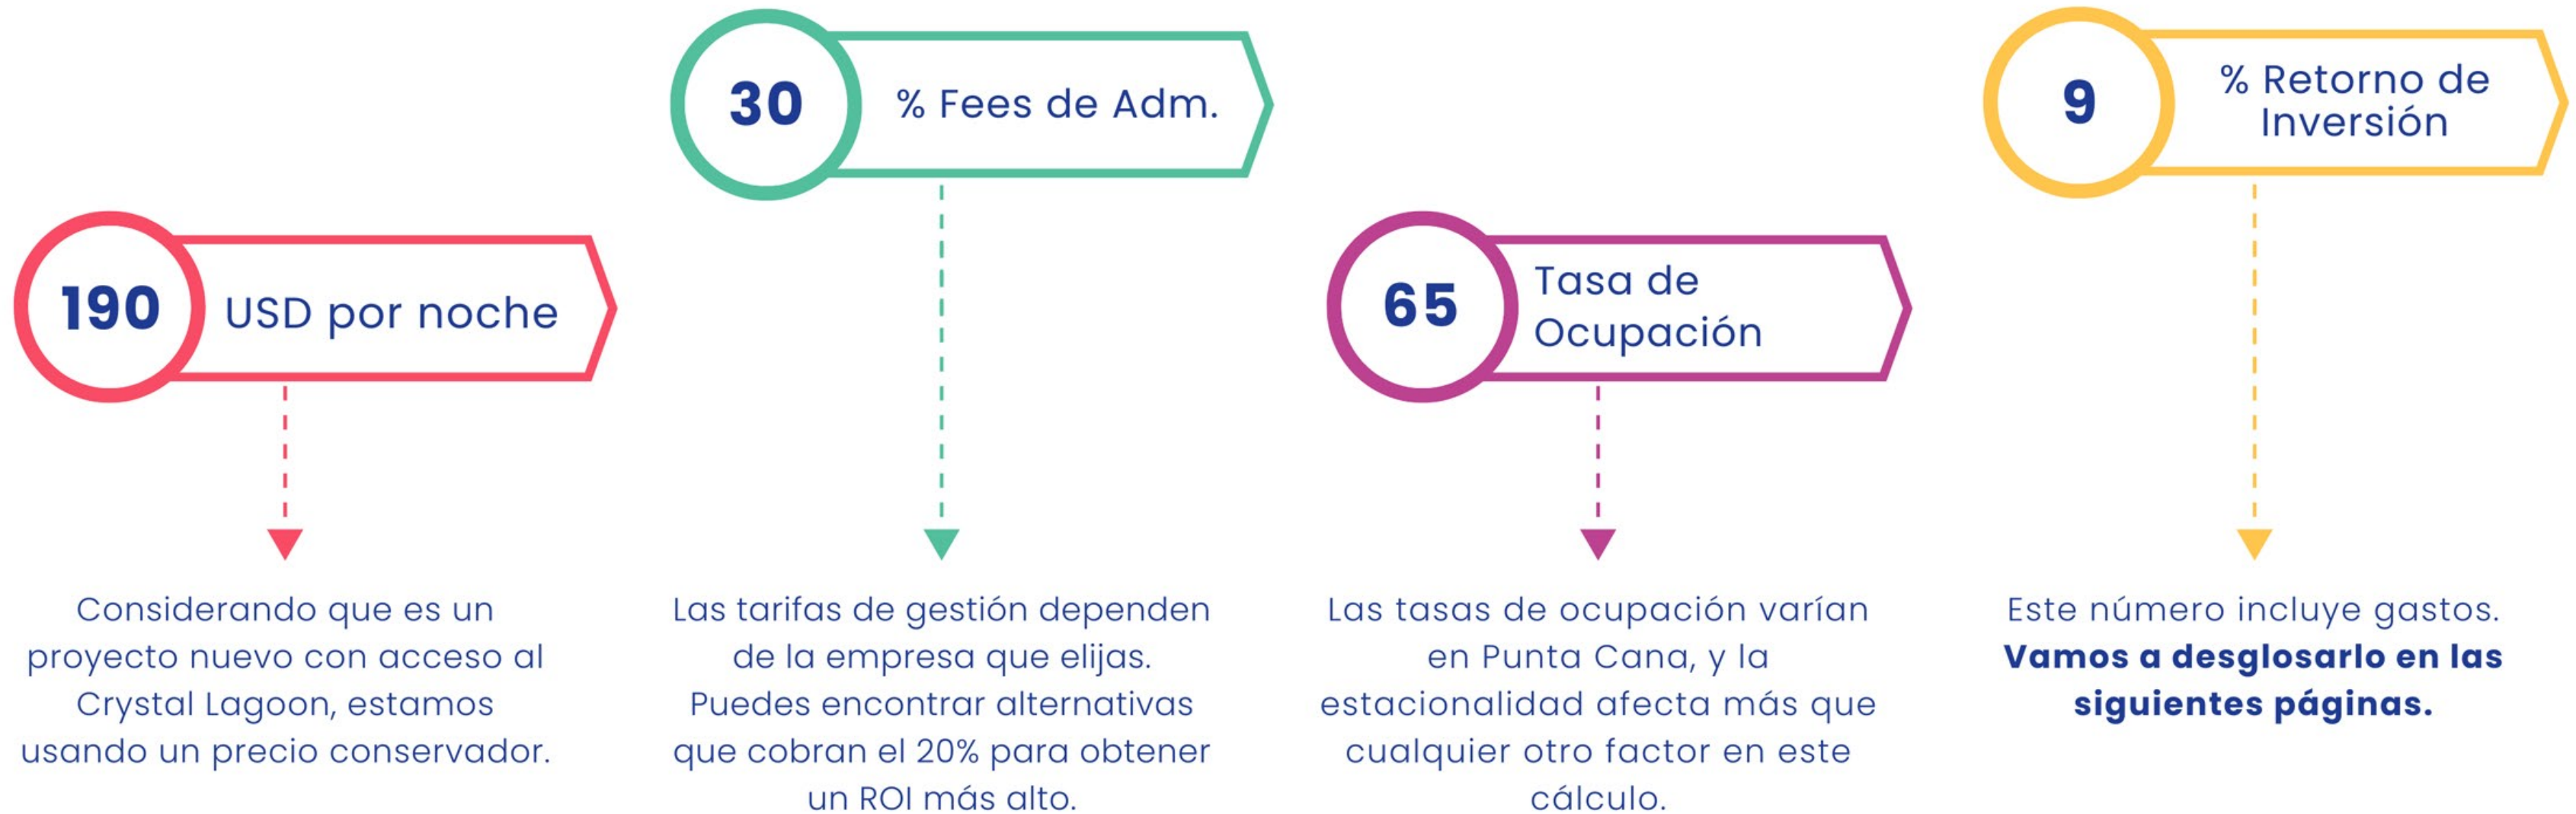 190
USD por noche
Considerando que es un
proyecto nuevo con acceso al
Crystal Lagoon, estamos
usando un precio conservador.
30
% Fees de Adm.
Las tarifas de gestión dependen
de la empresa que elijas.
Puedes encontrar alternativas
que cobran el 20% para obtener
un ROI más alto.
65
Tasa de
Ocupación
Las tasas de ocupación varían
en Punta Cana, y la
estacionalidad afecta más que
cualquier otro factor en este
cálculo.
9
% Retorno de
Inversión
Este número incluye gastos.
Vamos a desglosarlo en las
siguientes páginas.